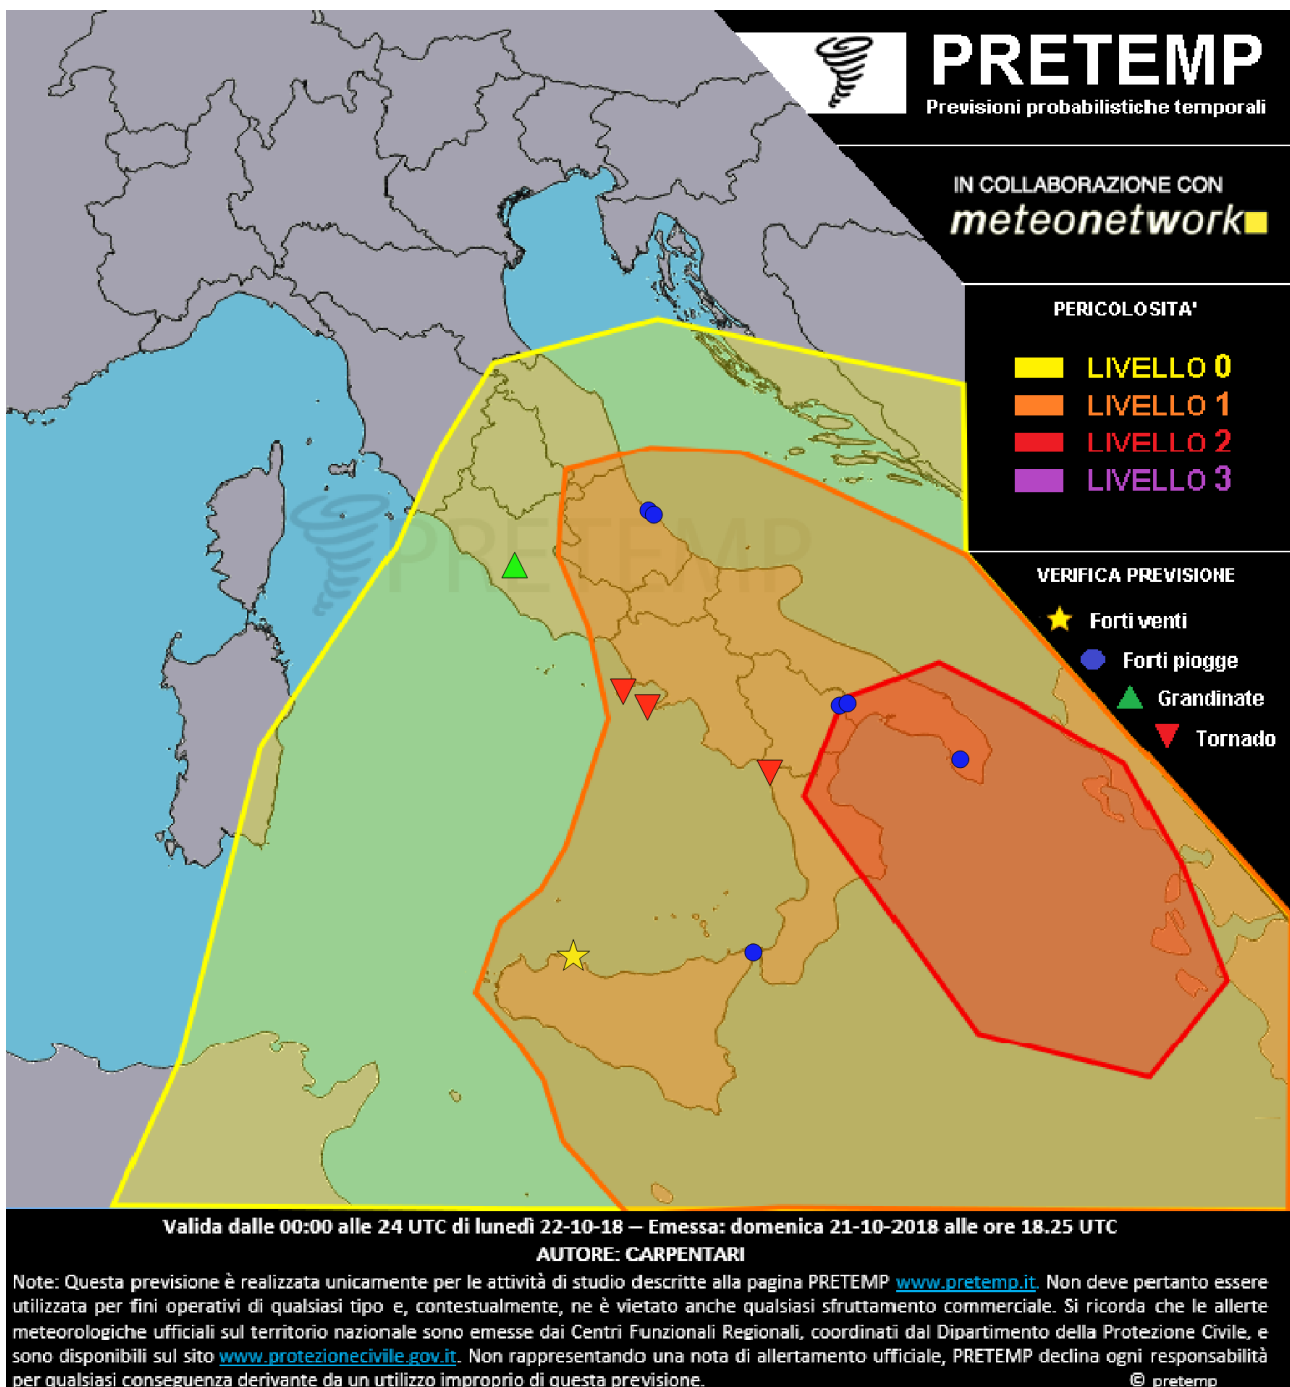 PRETEMP
Previsioni probabilistiche temporali
IN COLLABORAZIONE CON
meteonetwork
PERICOLOSITA'
LIVELLO 0
LIVELLO 1
LIVELLO 2
LIVELLO 3
PRETEMP
VERIFICA PREVISIONE
Forti venti
Forti piogge
Grandinate
Tornado
Valida dalle 00:00 alle 24 UTC di lunedì 22-10-18 – Emessa: domenica 21-10-2018 alle ore 18.25 UTC
AUTORE: CARPENTARI
Note: Questa previsione è realizzata unicamente per le attività di studio descritte alla pagina PRETEMP www.pretemp.it. Non deve pertanto essere
utilizzata per fini operativi di qualsiasi tipo e, contestualmente, ne è vietato anche qualsiasi sfruttamento commerciale. Si ricorda che le allerte
meteorologiche ufficiali sul territorio nazionale sono emesse dai Centri Funzionali Regionali, coordinati dal Dipartimento della Protezione Civile, e
sono disponibili sul sito www.protezionecivile.gov.it. Non rappresentando una nota di allertamento ufficiale, PRETEMP declina ogni responsabilità
per qualsiasi conseguenza derivante da un utilizzo improprio di questa previsione. © pretemp